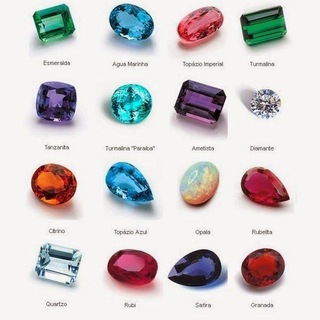 Esmeralda Agua Marinha Topázio Imperial Turmalina
Tanzanita Turmalina "Paraiba" Ametista Diamante
Citrino Topázio Azul Opala Rubelita
Quartzo Rubi Safira Granada